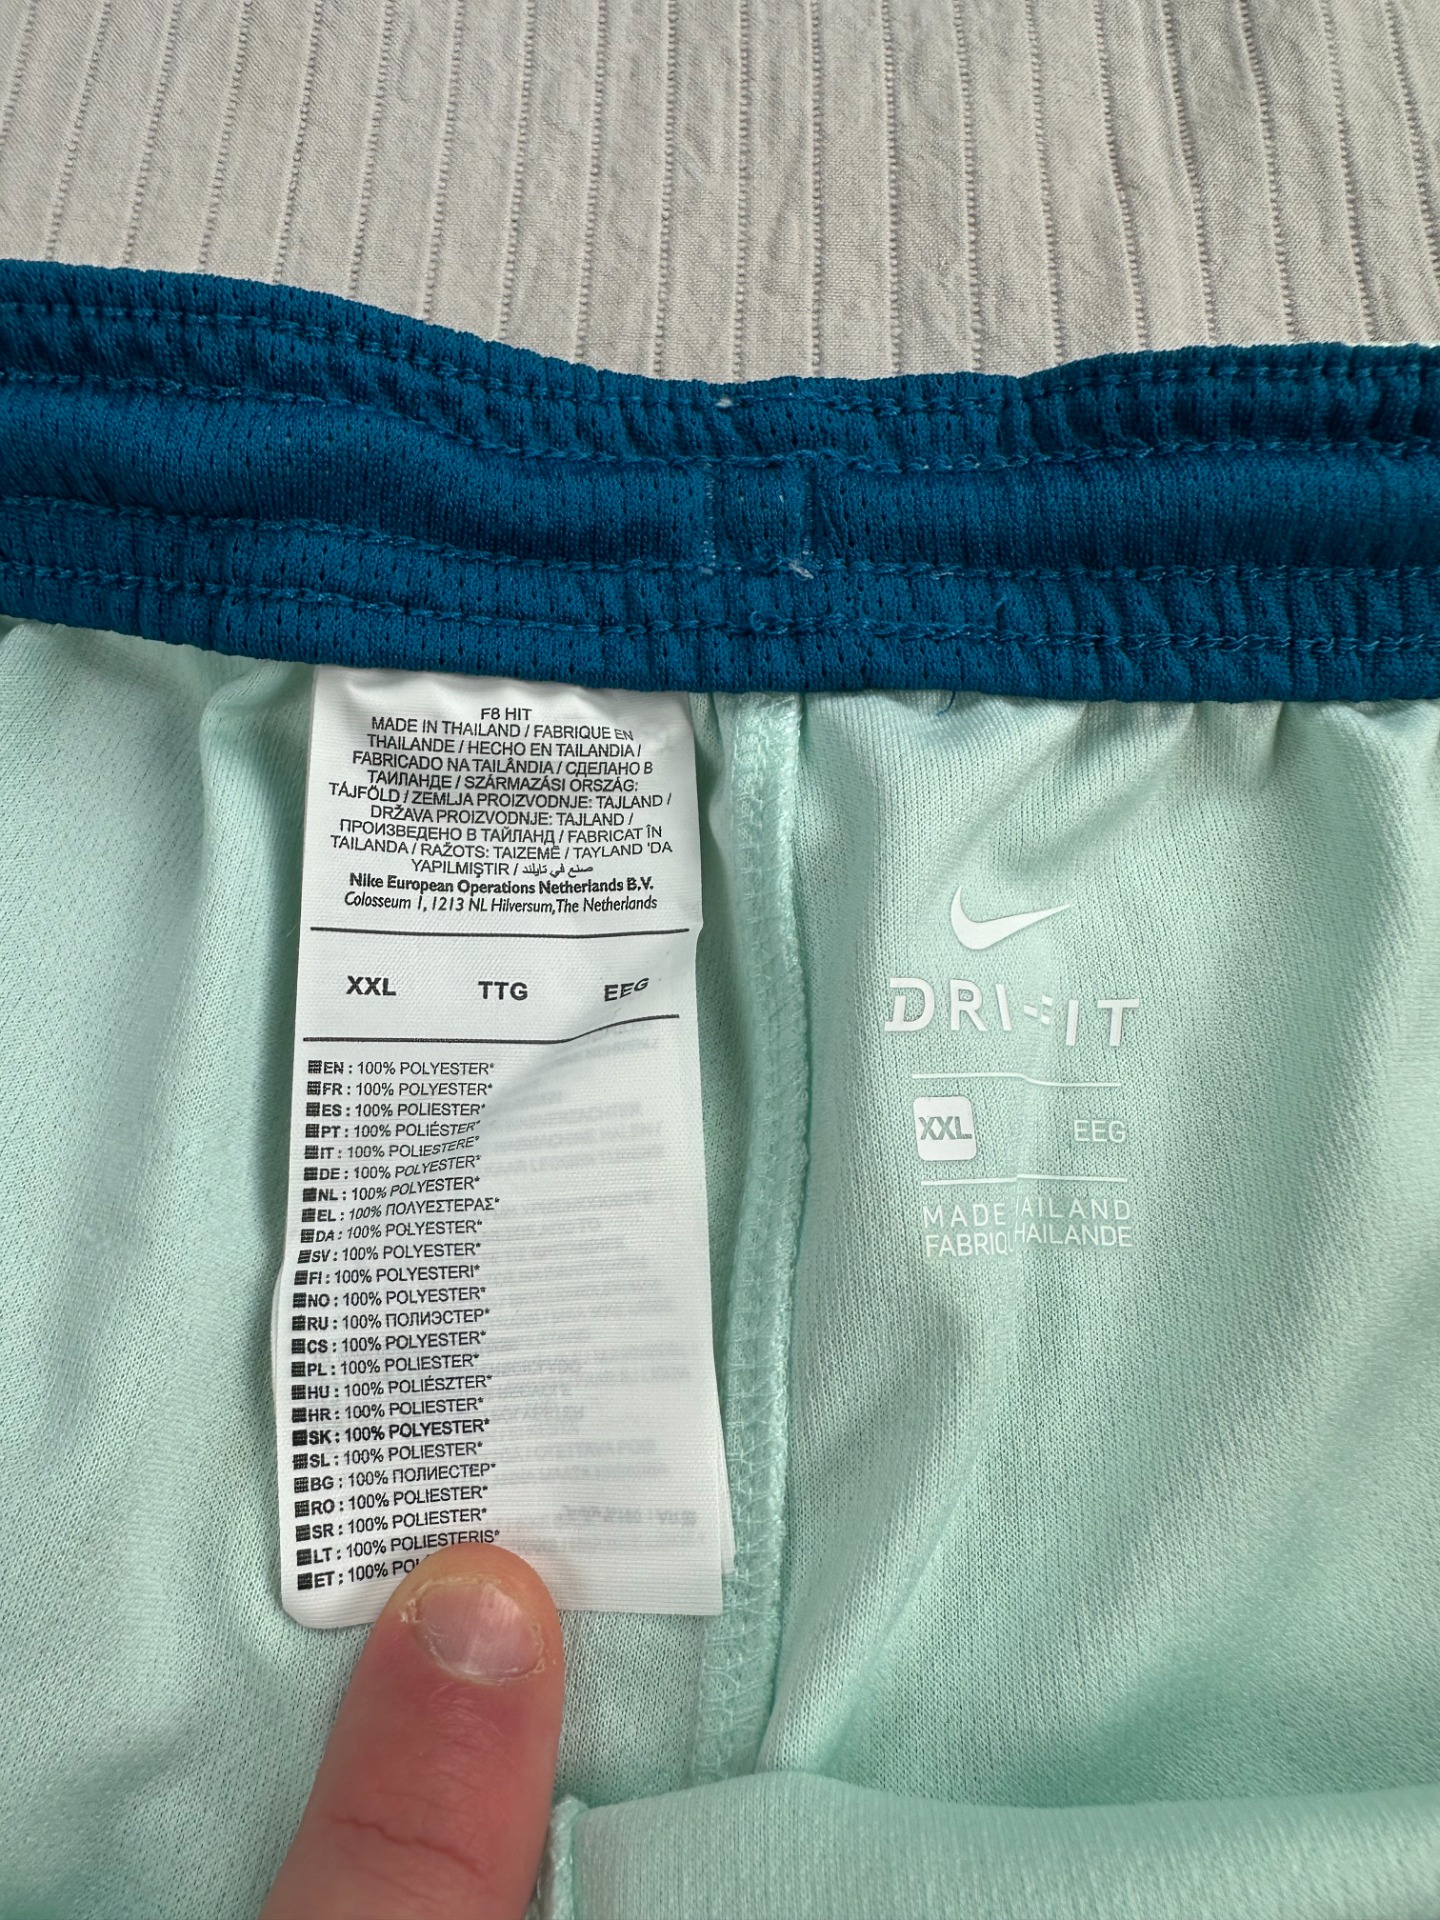 F8 HIT
MADE IN THAILAND / FABRIQUE EN
THAILANDE / HECHO EN TAILANDIA /
FABRICADO NA TAILÂNDIA / СДЕЛАНО В
ТАИЛАНДЕ / SZÁRMAZÁSI ORSZÁG:
TÁJFÖLD / ZEMLJA PROIZVODNJE: TAJLAND /
DRŽAVA PROIZVODNJE: TAJLAND /
ПРОИЗВЕДЕНО В ТАЙЛАНД / FABRICAT ÎN
TAILANDA / RAŽOTS: TAIZEMĒ / TAYLAND 'DA
YAPILMIŞTIR / صنع في تايلند
Nike European Operations Netherlands B.V.
Colosseum 1, 1213 NL Hilversum, The Netherlands
XXL TTG EEG
EN : 100% POLYESTER*
FR : 100% POLYESTER*
ES : 100% POLIESTER*
PT : 100% POLIÉSTER*
IT : 100% POLIESTERE*
DE : 100% POLYESTER*
NL : 100% POLYESTER*
EL : 100% ΠΟΛΥΕΣΤΕΡΑΣ*
DA : 100% POLYESTER*
SV : 100% POLYESTER*
FI : 100% POLYESTERI*
NO : 100% POLYESTER*
RU : 100% ПОЛИЭСТЕР*
CS : 100% POLYESTER*
PL : 100% POLIESTER*
HU : 100% POLIÉSZTER*
HR : 100% POLIESTER*
SK : 100% POLYESTER*
SL : 100% POLIESTER*
BG : 100% ПОЛИЕСТЕР*
RO : 100% POLIESTER*
SR : 100% POLIESTER*
LT : 100% POLIESTERIS*
ET : 100%
DRI-FIT
XXL EEG
MADE AILAND
FABRIQ HAILANDE